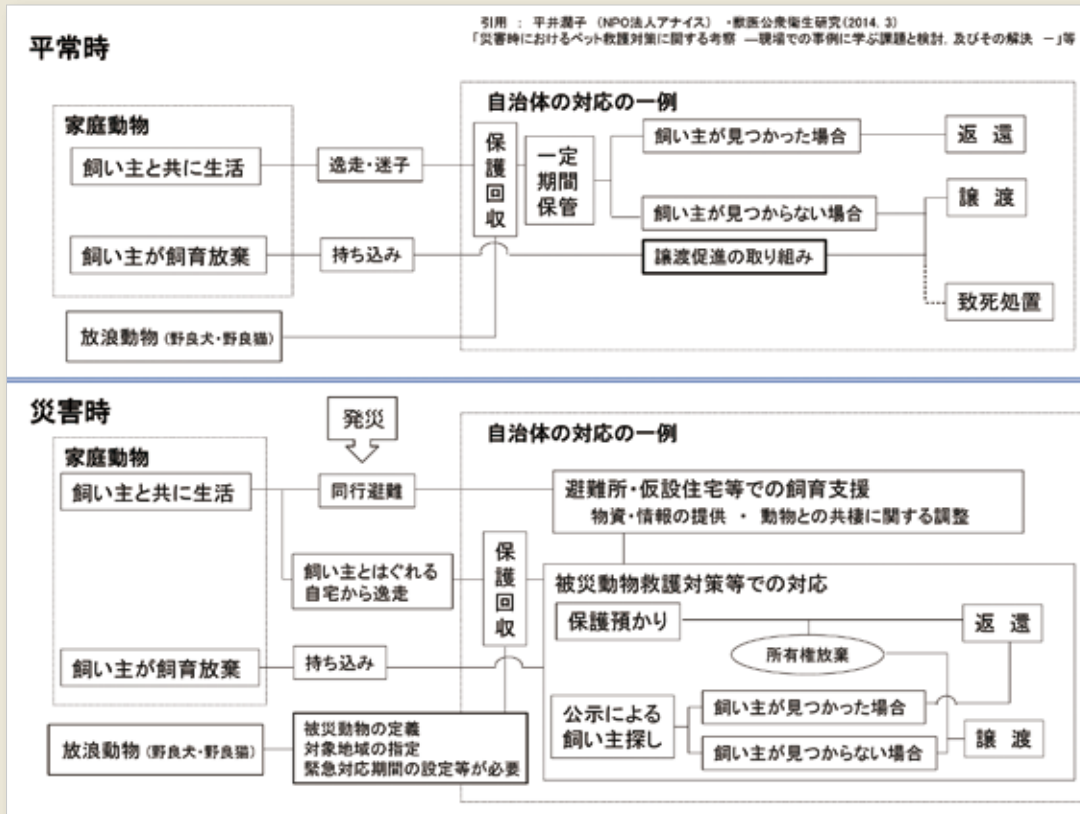 引用 ： 平井潤子 （NPO法人アナイス） ・獣医公衆衛生研究(2014. 3)
「災害時におけるペット救護対策に関する考察 ―現場での事例に学ぶ課題と検討, 及びその解決 －」等
平常時
自治体の対応の一例
家庭動物
飼い主と共に生活
逸走・迷子
保護回収
一定
期間
保管
飼い主が見つかった場合
返 還
飼い主が見つからない場合
譲 渡
飼い主が飼育放棄
持ち込み
譲渡促進の取り組み
致死処置
放浪動物 (野良犬・野良猫)
災害時
発災
自治体の対応の一例
家庭動物
飼い主と共に生活
同行避難
避難所・仮設住宅等での飼育支援
物資・情報の提供 ・ 動物との共棲に関する調整
飼い主とはぐれる
自宅から逸走
保護回収
被災動物救護対策等での対応
保護預かり
返 還
所有権放棄
飼い主が飼育放棄
持ち込み
公示による
飼い主探し
飼い主が見つかった場合
飼い主が見つからない場合
譲 渡
放浪動物 (野良犬・野良猫)
被災動物の定義
対象地域の指定
緊急対応期間の設定等が必要